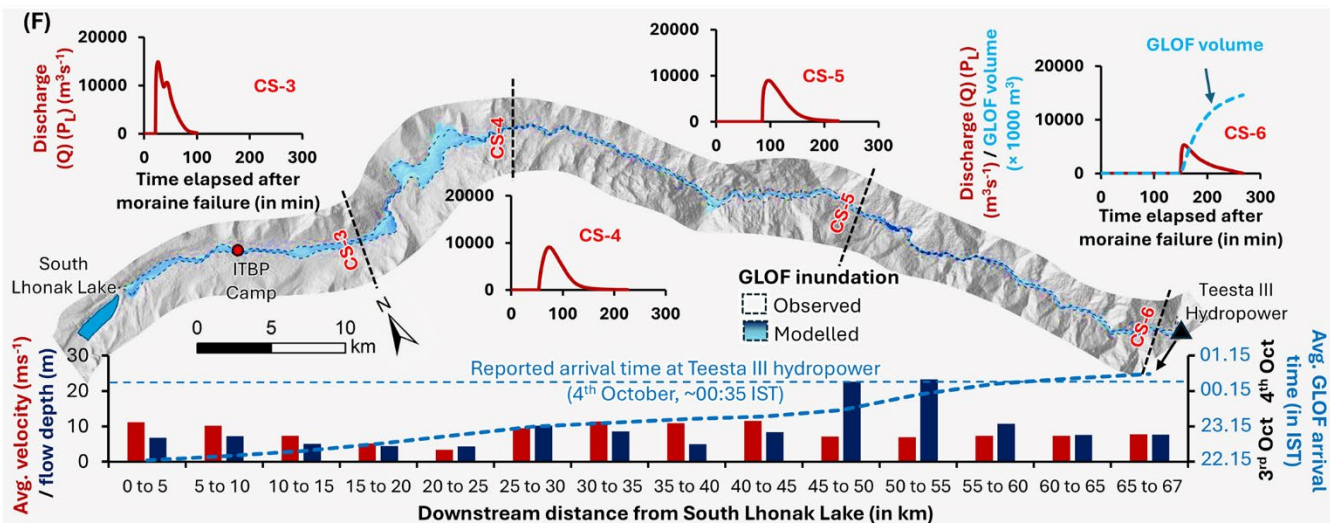 (F)
20000
10000
0
0 100 200 300
Discharge
(Q) (P_L) (m³s⁻¹)
CS-3
Time elapsed after
moraine failure (in min)
20000
10000
0
0 100 200 300
CS-5
Discharge (Q) (P_L)
(m³s⁻¹) / GLOF volume
(× 1000 m³)
GLOF volume
20000
10000
0
0 100 200 300
CS-6
Time elapsed after
moraine failure (in min)
CS-3
CS-4
CS-5
CS-6
20000
10000
0
0 100 200 300
CS-4
South
Lhonak Lake
ITBP
Camp
N
0 5 10
km
GLOF inundation
Observed
Modelled
Teesta III
Hydropower
Avg. velocity (ms⁻¹)
/ flow depth (m)
30
20
10
0
Reported arrival time at Teesta III hydropower
(4th October, ~00:35 IST)
01.15
00.15
23.15
22.15
3rd Oct 4th Oct
Avg. GLOF arrival
time (in IST)
0 to 5 5 to 10 10 to 15 15 to 20 20 to 25 25 to 30 30 to 35 35 to 40 40 to 45 45 to 50 50 to 55 55 to 60 60 to 65 65 to 67
Downstream distance from South Lhonak Lake (in km)